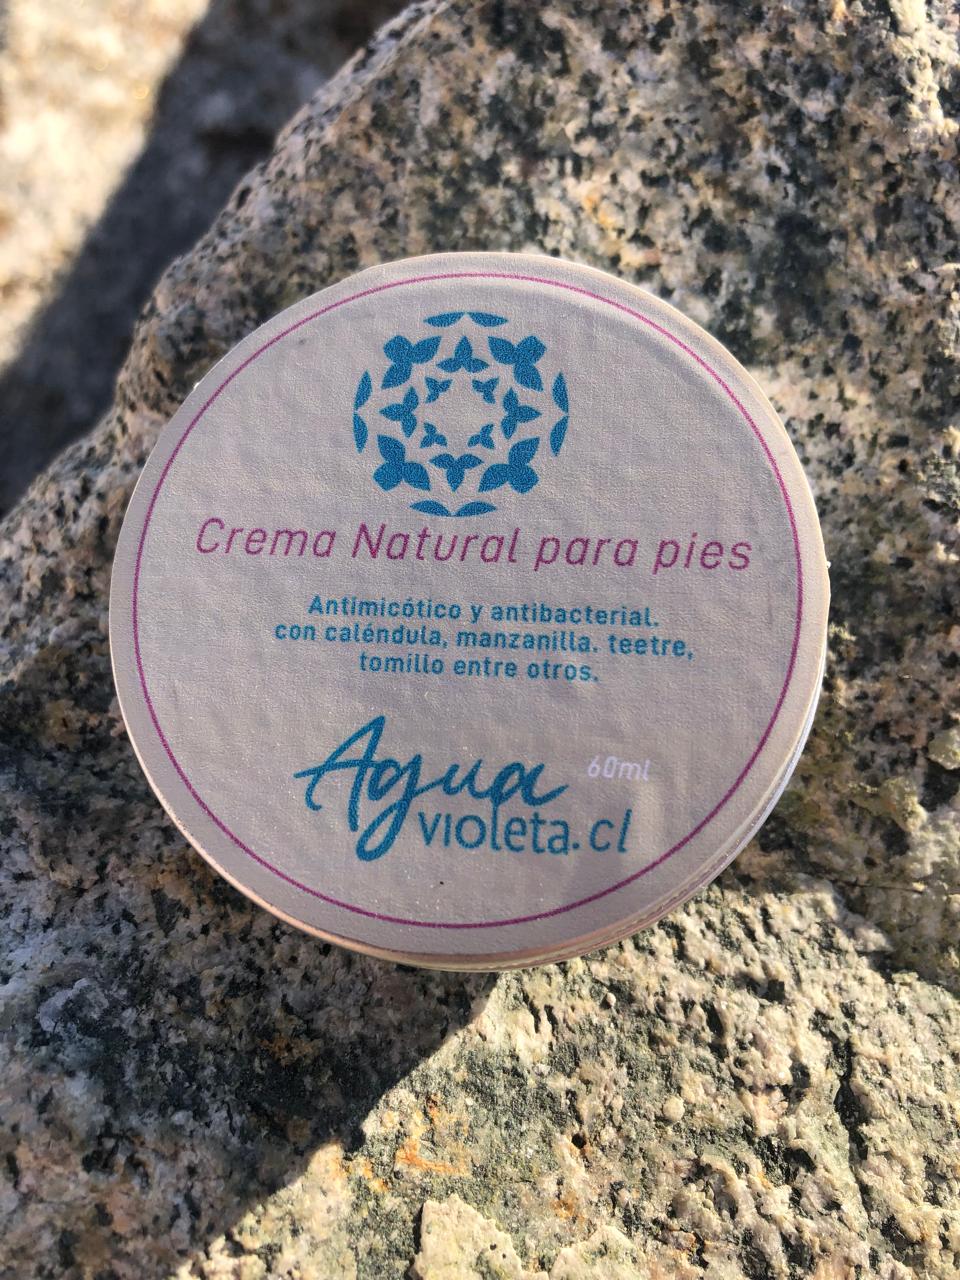 Crema Natural para pies
Antimicótico y antibacterial.
con caléndula, manzanilla. teetre,
tomillo entre otros.
Agua
60ml
violeta.cl